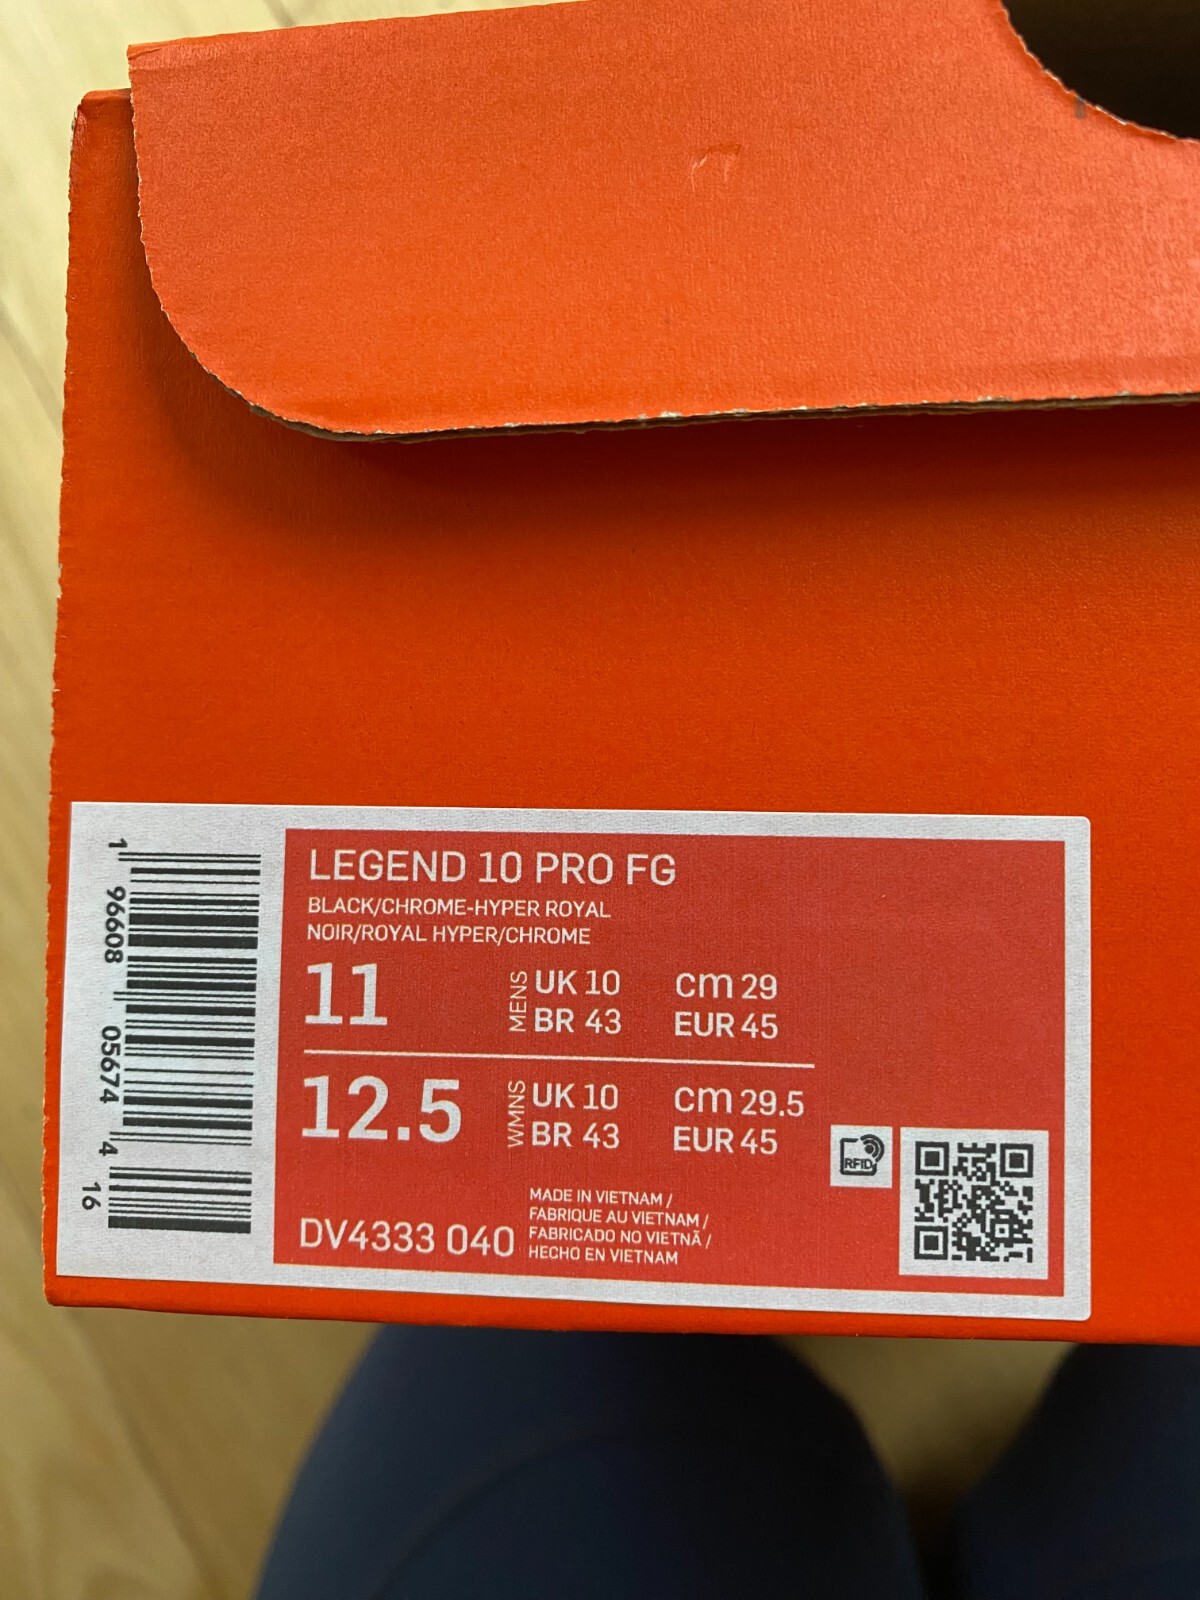 LEGEND 10 PRO FG
BLACK/CHROME-HYPER ROYAL
NOIR/ROYAL HYPER/CHROME
11
MENS
UK 10
cm 29
BR 43
EUR 45
12.5
WMNS
UK 10
cm 29.5
BR 43
EUR 45
DV4333 040
MADE IN VIETNAM /
FABRIQUE AU VIETNAM /
FABRICADO NO VIETNÃ /
HECHO EN VIETNAM
RFID
1 96608 05674 4 16